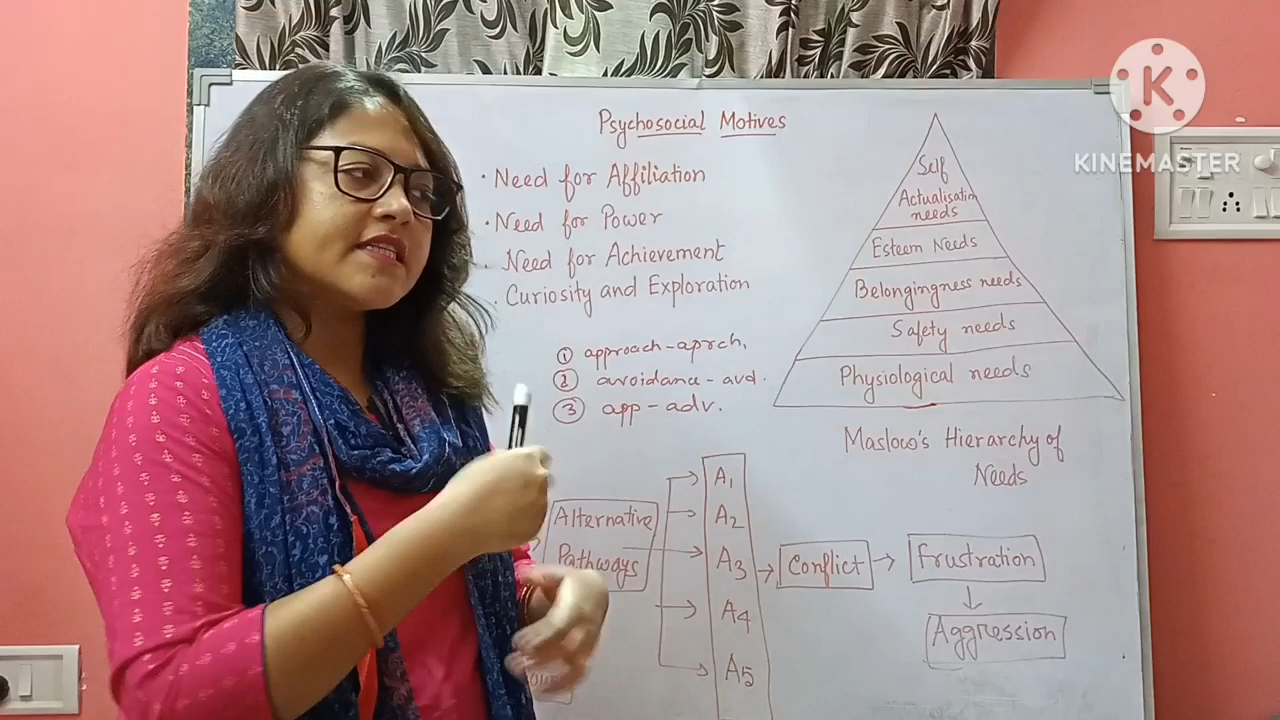 Psychosocial Motives
· Need for Affiliation
· Need for Power
· Need for Achievement
· Curiosity and Exploration
① approach-aprch.
② avoidance-avd.
③ app-adv.
Self
Actualisation
needs
Esteem Needs
Belongingness needs
Safety needs
Physiological needs
Maslow's Hierarchy of
Needs
Alternative
Pathways
A1
A2
A3
A4
A5
Conflict
Frustration
Aggression
K
KINEMASTER